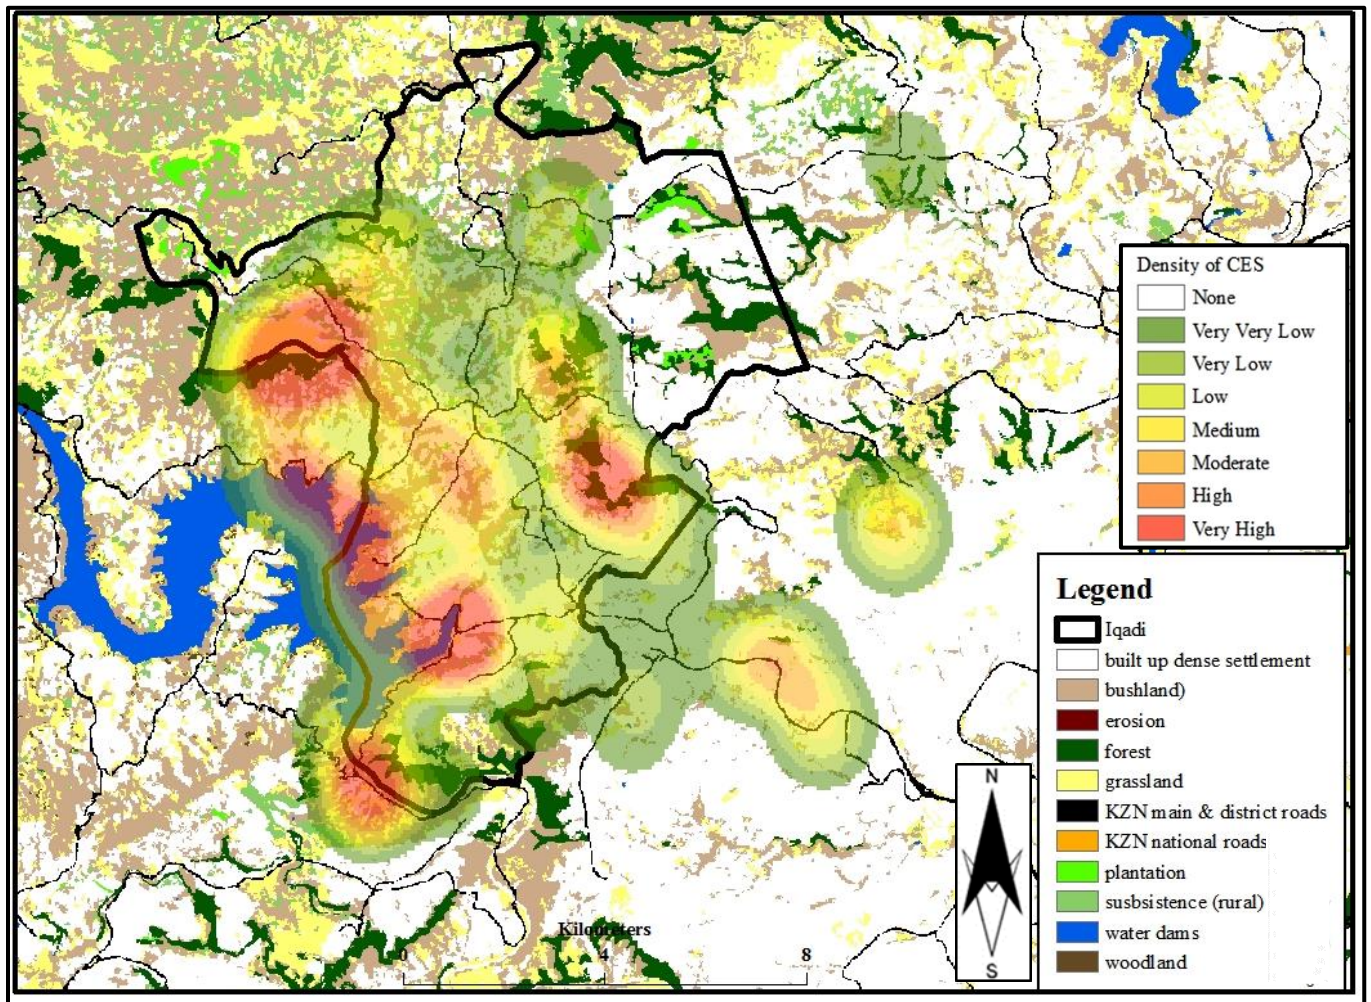 Density of CES
None
Very Very Low
Very Low
Low
Medium
Moderate
High
Very High
Legend
Iqadi
built up dense settlement
bushland)
erosion
forest
grassland
KZN main & district roads
KZN national roads
plantation
susbsistence (rural)
water dams
woodland
N
S
Kilometers
0 4 8